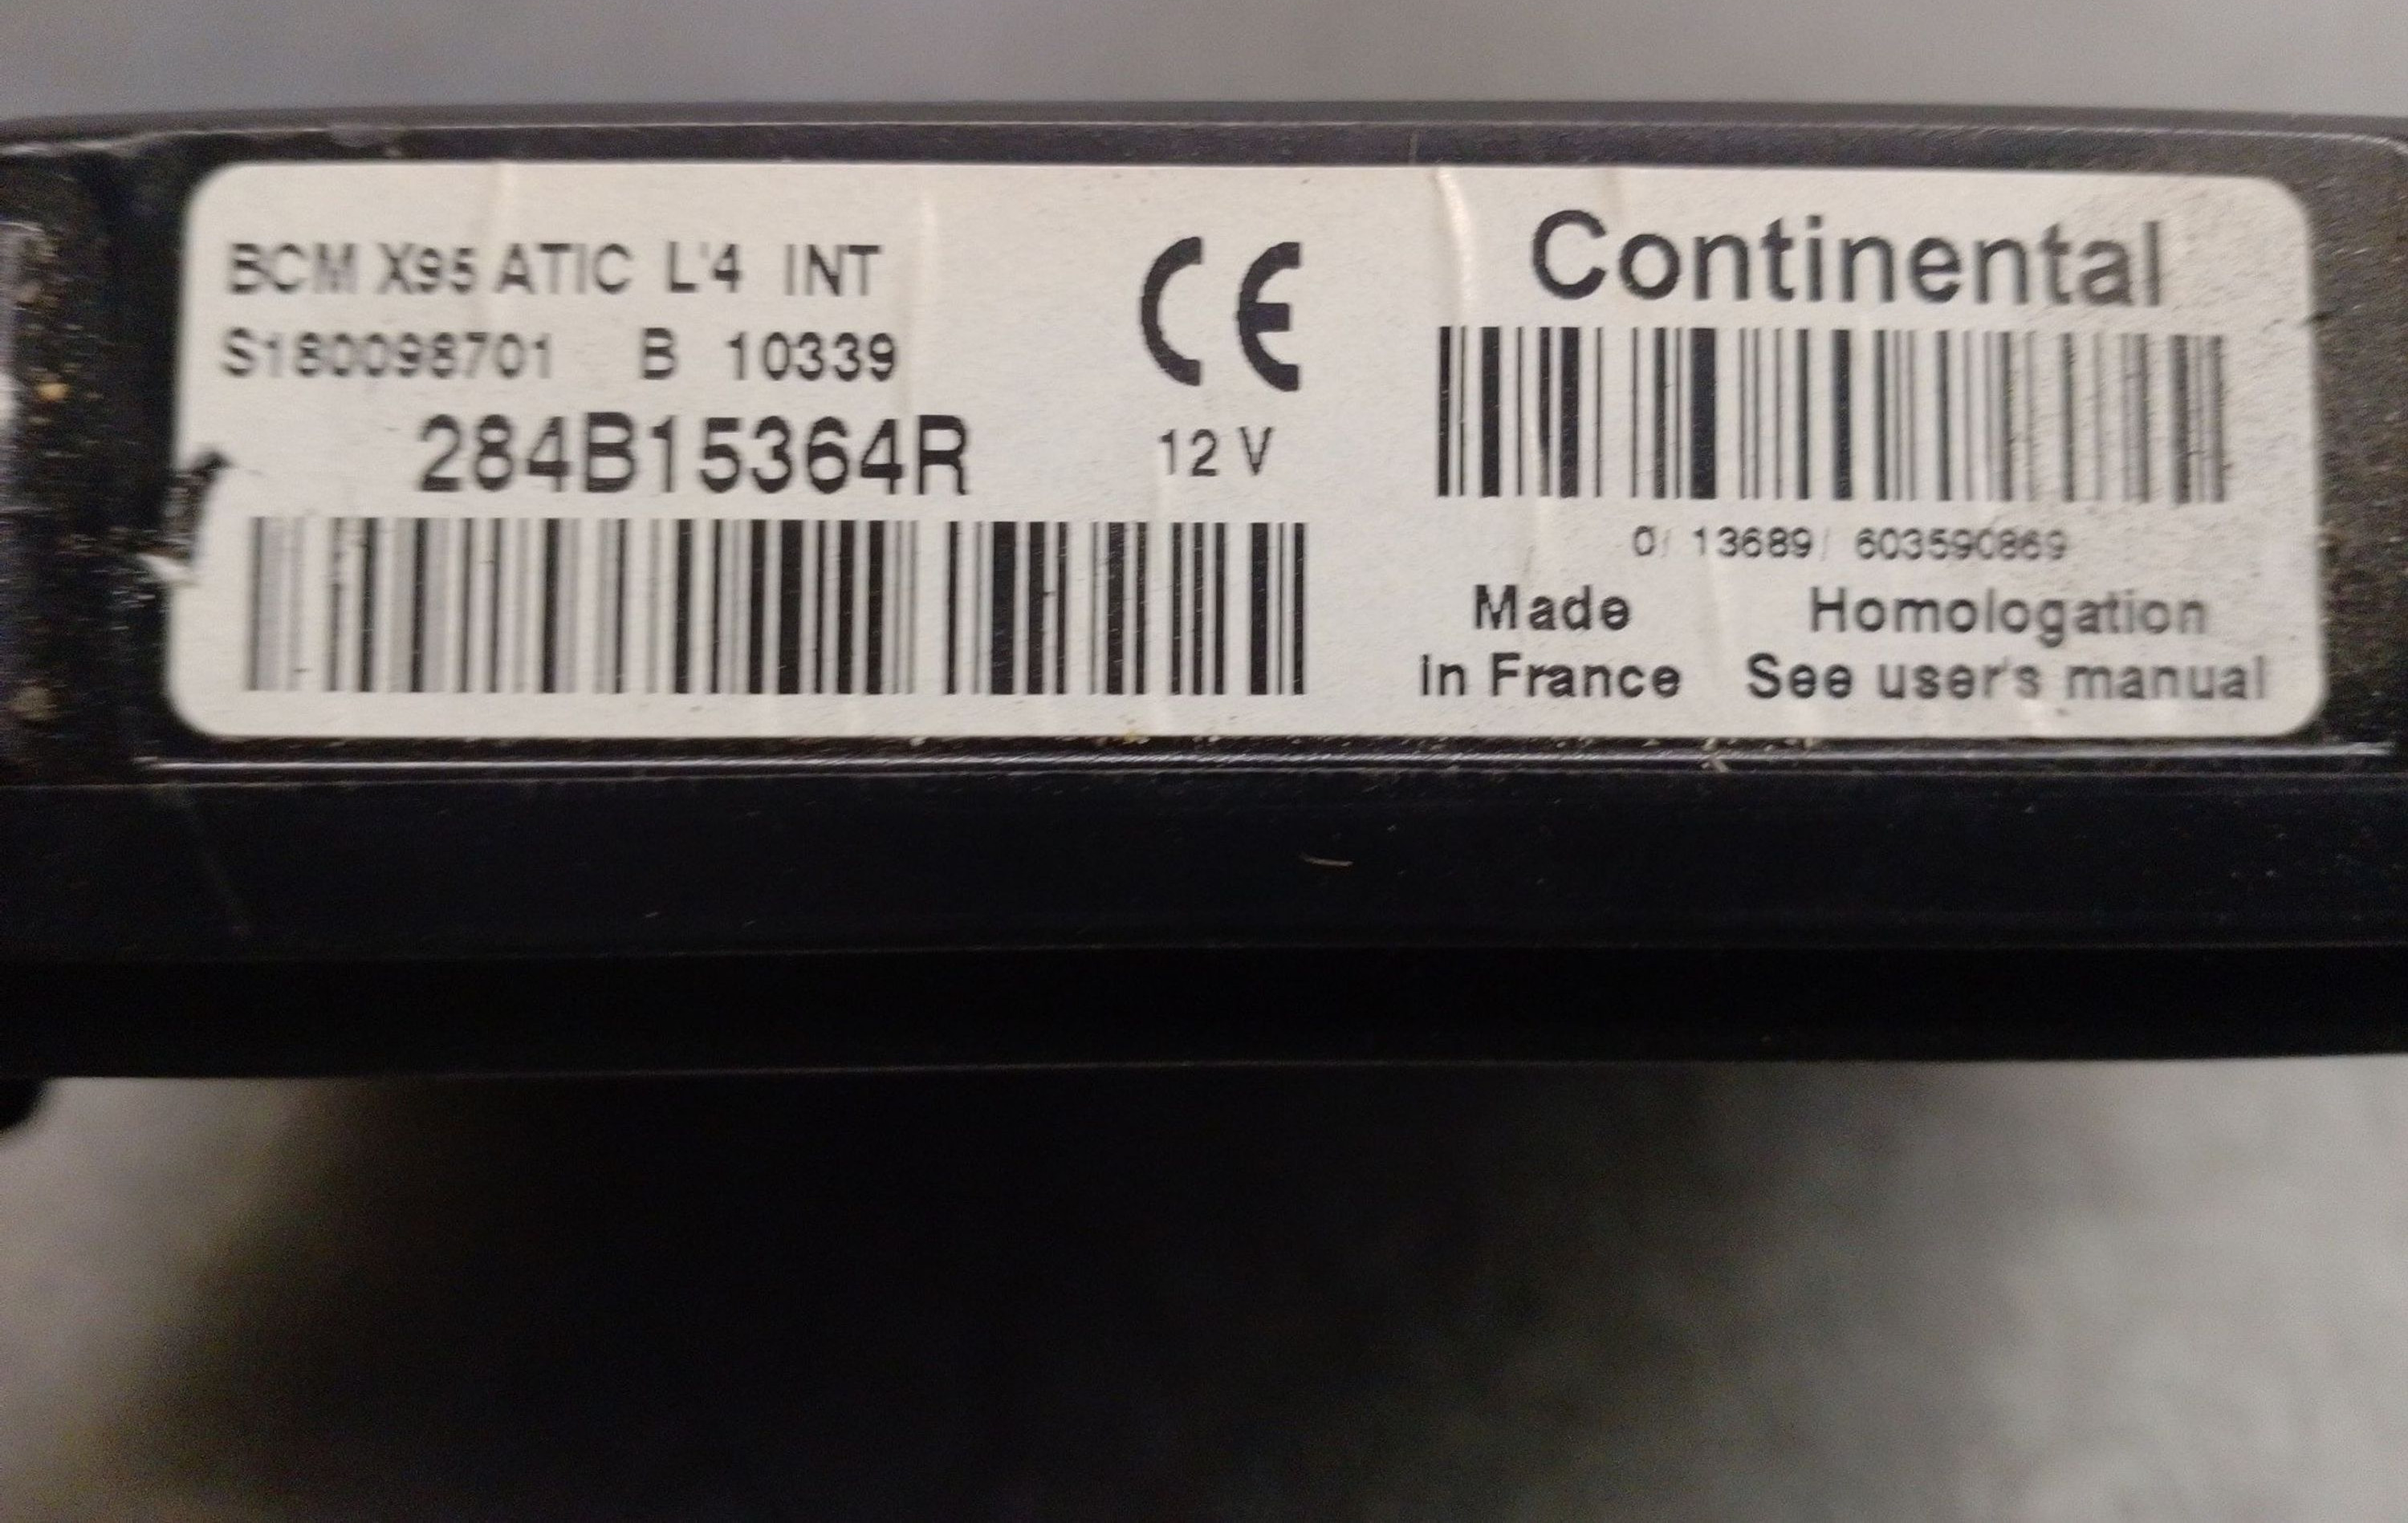 BCM X95 ATIC L'4 INT
S180098701 B 10339
284B15364R
CE
12 V
Continental
0/ 13689/ 603590869
Made
in France
Homologation
See user's manual